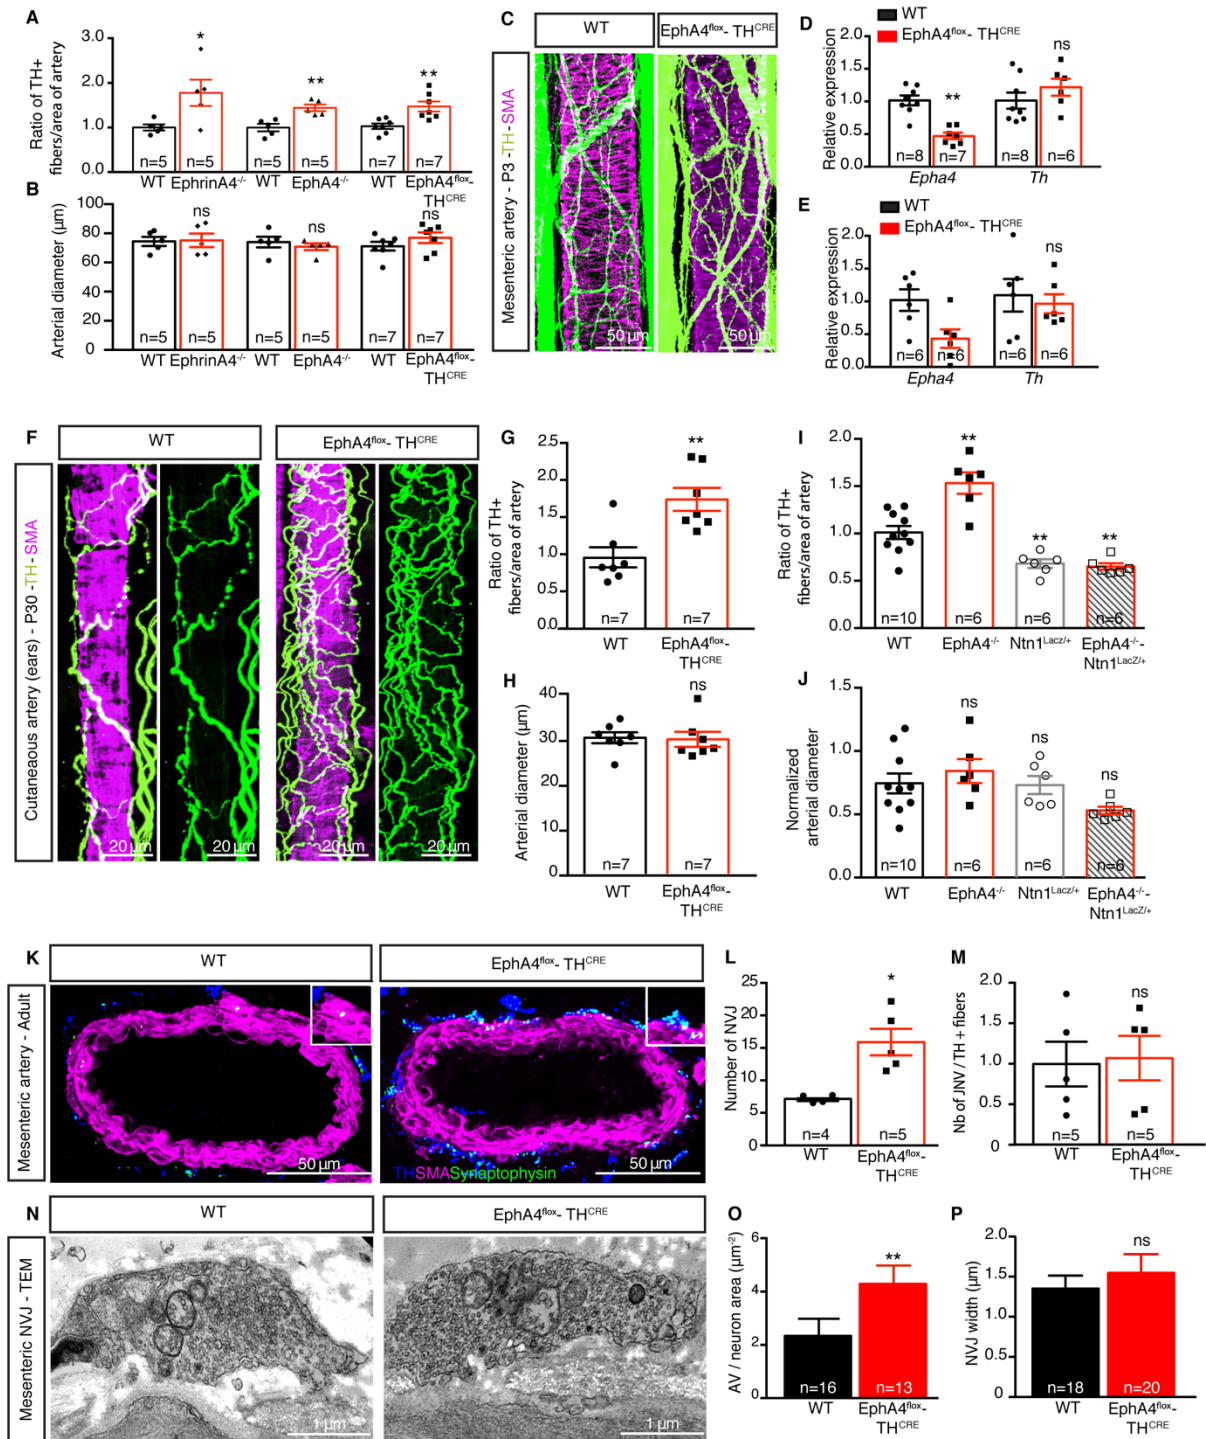 A
Ratio of TH+
fibers/area of artery
3.0
2.0
1.0
0.0
*
**
**
n=5
n=5
n=5
n=5
n=7
n=7
WT
EphrinA4-/-
WT
EphA4-/-
WT
EphA4flox-
THCRE
B
Arterial diameter (µm)
100
80
60
40
20
0
ns
ns
ns
n=5
n=5
n=5
n=5
n=7
n=7
WT
EphrinA4-/-
WT
EphA4-/-
WT
EphA4flox-
THCRE
C
WT
EphA4flox- THCRE
Mesenteric artery - P3 -TH-SMA
50 µm
50 µm
D
WT
EphA4flox- THCRE
Relative expression
2.0
1.5
1.0
0.5
0.0
**
ns
n=8
n=7
n=8
n=6
Epha4
Th
E
WT
EphA4flox- THCRE
Relative expression
2.0
1.5
1.0
0.5
0.0
ns
n=6
n=6
n=6
n=6
Epha4
Th
F
WT
EphA4flox- THCRE
Cutaneaous artery (ears) - P30 -TH - SMA
20 µm
20 µm
20 µm
20 µm
G
Ratio of TH+
fibers/area of artery
2.5
2.0
1.5
1.0
0.5
0.0
**
n=7
n=7
WT
EphA4flox-
THCRE
H
Arterial diameter (µm)
40
30
20
10
0
ns
n=7
n=7
WT
EphA4flox-
THCRE
I
Ratio of TH+
fibers/area of artery
2.0
1.5
1.0
0.5
0.0
**
**
**
n=10
n=6
n=6
n=6
WT
EphA4-/-
Ntn1Lacz/+
EphA4-/-
Ntn1LacZ/+
J
Normalized
arterial diameter
1.5
1.0
0.5
0.0
ns
ns
ns
n=10
n=6
n=6
n=6
WT
EphA4-/-
Ntn1Lacz/+
EphA4-/-
Ntn1LacZ/+
K
WT
EphA4flox- THCRE
Mesenteric artery - Adult
50 µm
THSMASynaptophysin
50 µm
L
Number of NVJ
25
20
15
10
5
0
*
n=4
n=5
WT
EphA4flox-
THCRE
M
Nb of JNV / TH + fibers
2.0
1.5
1.0
0.5
0
ns
n=5
n=5
WT
EphA4flox-
THCRE
N
WT
EphA4flox- THCRE
Mesenteric NVJ - TEM
1 µm
1 µm
O
AV / neuron area (µm-2)
6
4
2
0
**
n=16
n=13
WT
EphA4flox-
THCRE
P
NVJ width (µm)
2.0
1.5
1.0
0.5
0
ns
n=18
n=20
WT
EphA4flox-
THCRE